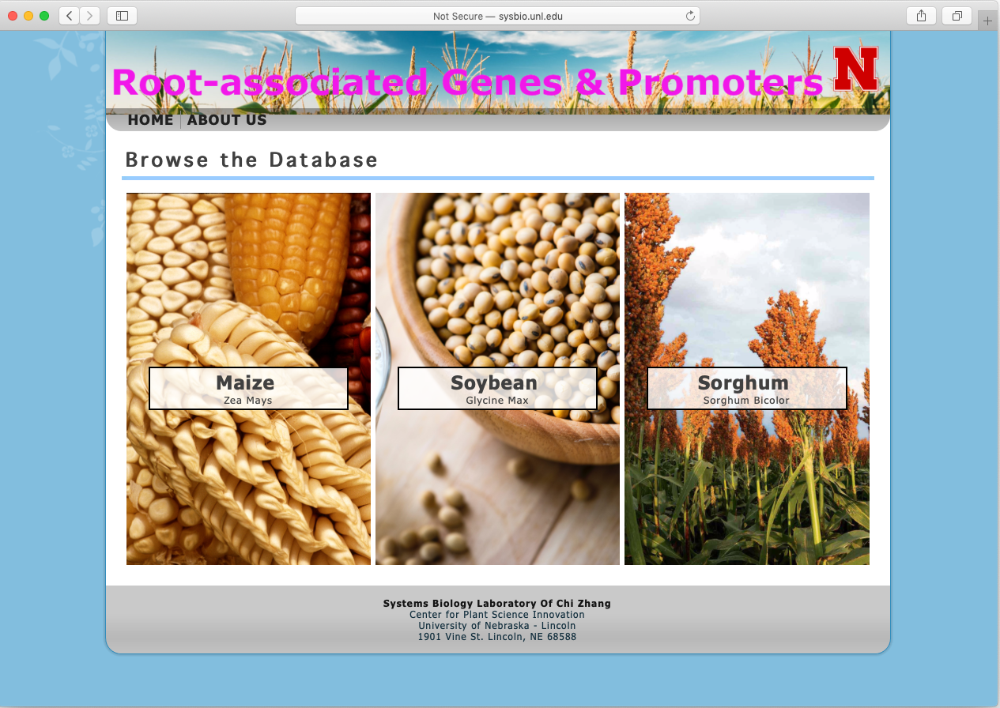 Not Secure — sysbio.unl.edu
Root-associated Genes & Promoters N
HOME | ABOUT US
Browse the Database
Maize
Zea Mays
Soybean
Glycine Max
Sorghum
Sorghum Bicolor
Systems Biology Laboratory Of Chi Zhang
Center for Plant Science Innovation
University of Nebraska - Lincoln
1901 Vine St. Lincoln, NE 68588